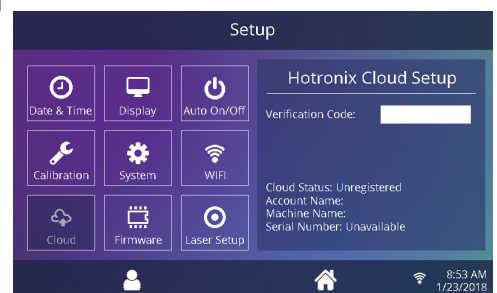 Setup
Date & Time
Display
Auto On/Off
Calibration
System
WIFI
Cloud
Firmware
Laser Setup
Hotronix Cloud Setup
Verification Code:
Cloud Status: Unregistered
Account Name:
Machine Name:
Serial Number: Unavailable
8:53 AM
1/23/2018